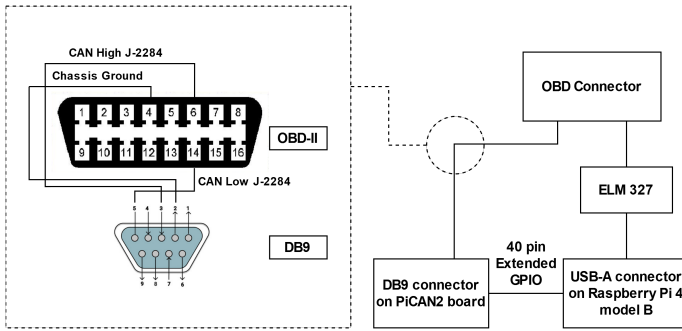 CAN High J-2284
Chassis Ground
1 2 3 4 5 6 7 8
9 10 11 12 13 14 15 16
OBD-II
CAN Low J-2284
5 4 3 2 1
9 8 7 6
DB9
OBD Connector
ELM 327
40 pin
Extended
GPIO
DB9 connector
on PiCAN2 board
USB-A connector
on Raspberry Pi 4
model B